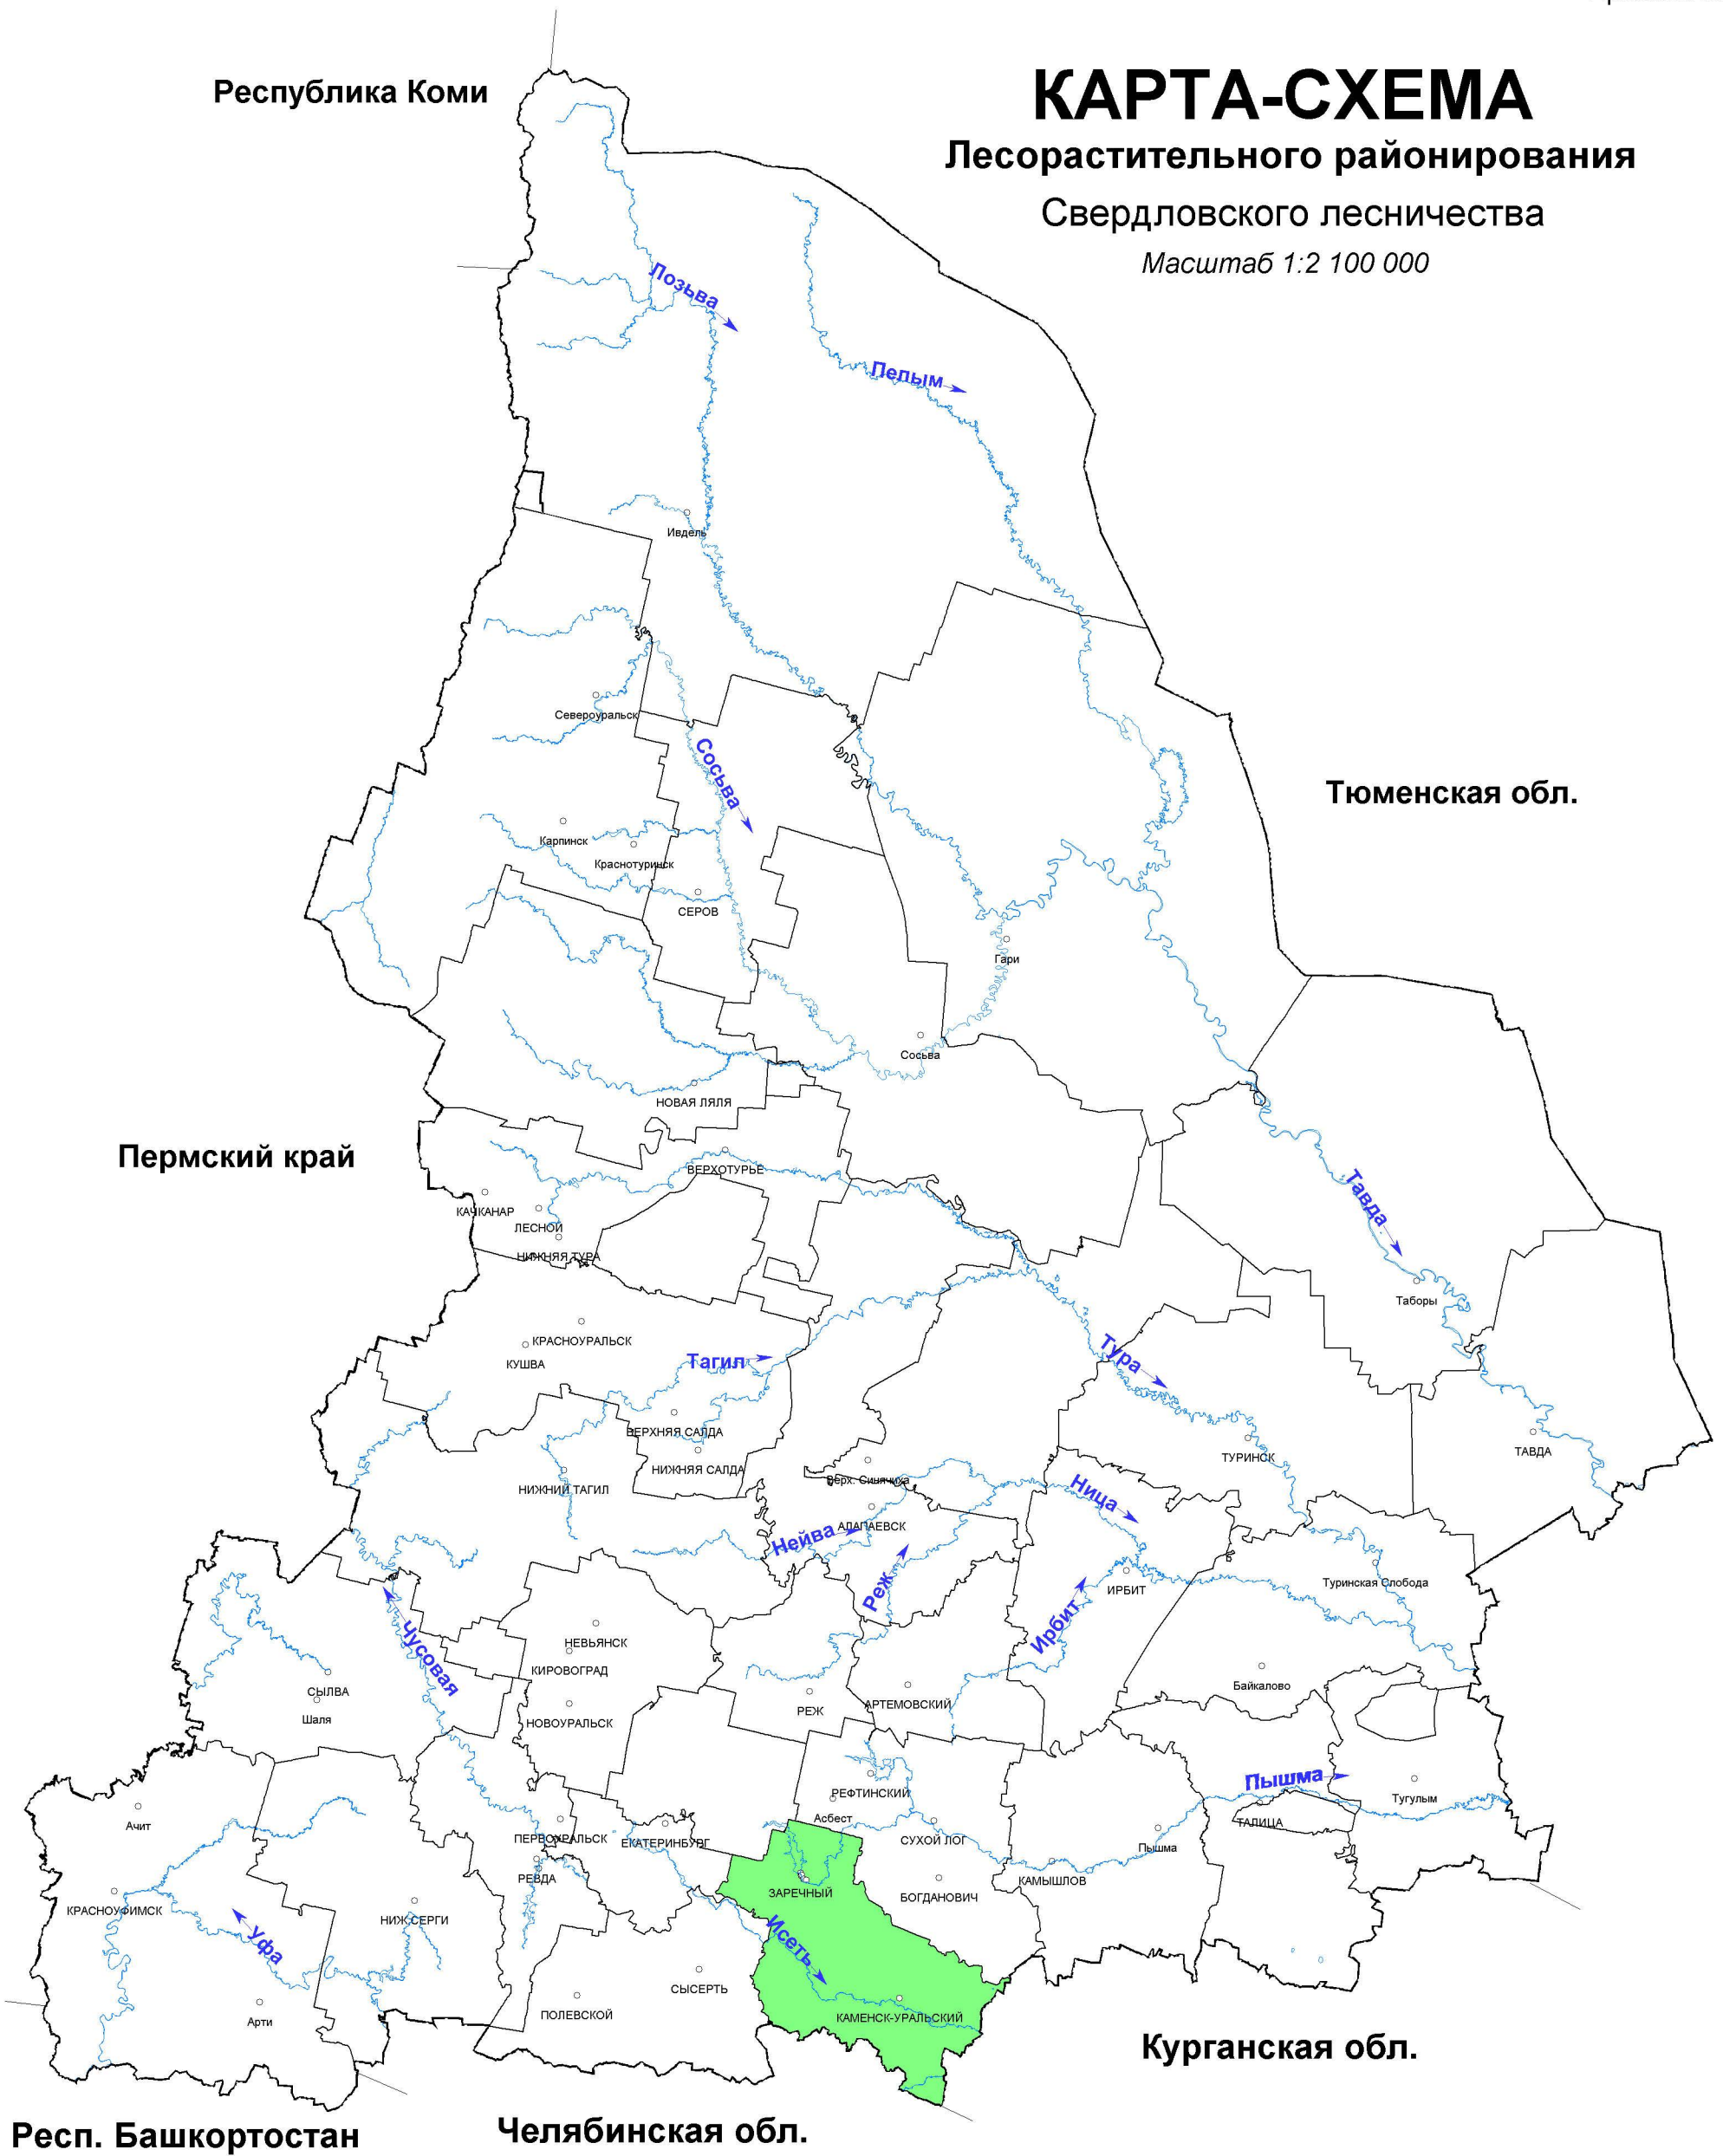 Республика Коми
КАРТА-СХЕМА
Лесорастительного районирования
Свердловского лесничества
Масштаб 1:2 100 000
Лозьва
Пелым
Ивдель
Североуральск
Сосьва
Тюменская обл.
Карпинск
Краснотуринск
СЕРОВ
Гари
Сосьва
НОВАЯ ЛЯЛЯ
Пермский край
ВЕРХОТУРЬЕ
КАЧКАНАР
ЛЕСНОЙ
НИЖНЯЯ ТУРА
Тавда
Таборы
КРАСНОУРАЛЬСК
КУШВА
Тагил
Тура
ВЕРХНЯЯ САЛДА
НИЖНЯЯ САЛДА
ТУРИНСК
ТАВДА
НИЖНИЙ ТАГИЛ
Верх. Синячиха
Ница
АЛАПАЕВСК
Нейва
Реж
ИРБИТ
Туринская Слобода
Ирбит
Чусовая
НЕВЬЯНСК
КИРОВОГРАД
СЫЛВА
Шаля
Байкалово
НОВОУРАЛЬСК
РЕЖ
АРТЕМОВСКИЙ
Пышма
РЕФТИНСКИЙ
Тугулым
Ачит
Асбест
ТАЛИЦА
ПЕРВОУРАЛЬСК
ЕКАТЕРИНБУРГ
СУХОЙ ЛОГ
Пышма
РЕВДА
КАМЫШЛОВ
ЗАРЕЧНЫЙ
БОГДАНОВИЧ
КРАСНОУФИМСК
НИЖ.СЕРГИ
Уфа
Исеть
СЫСЕРТЬ
ПОЛЕВСКОЙ
КАМЕНСК-УРАЛЬСКИЙ
Арти
Курганская обл.
Челябинская обл.
Респ. Башкортостан